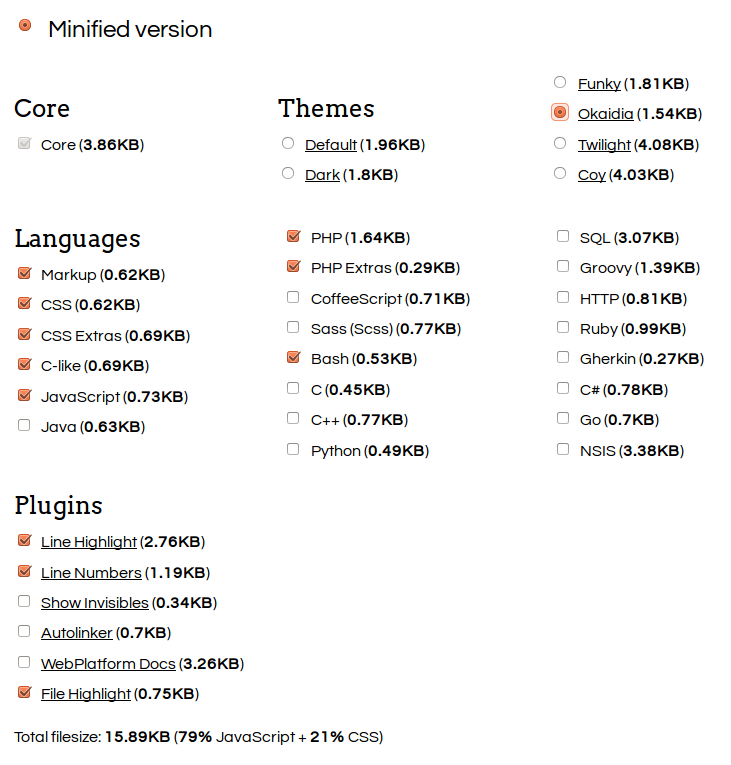 Minified version
Core
Core (3.86KB)
Themes
Default (1.96KB)
Dark (1.8KB)
Funky (1.81KB)
Okaidia (1.54KB)
Twilight (4.08KB)
Coy (4.03KB)
Languages
Markup (0.62KB)
CSS (0.62KB)
CSS Extras (0.69KB)
C-like (0.69KB)
JavaScript (0.73KB)
Java (0.63KB)
PHP (1.64KB)
PHP Extras (0.29KB)
CoffeeScript (0.71KB)
Sass (Scss) (0.77KB)
Bash (0.53KB)
C (0.45KB)
C++ (0.77KB)
Python (0.49KB)
SQL (3.07KB)
Groovy (1.39KB)
HTTP (0.81KB)
Ruby (0.99KB)
Gherkin (0.27KB)
C# (0.78KB)
Go (0.7KB)
NSIS (3.38KB)
Plugins
Line Highlight (2.76KB)
Line Numbers (1.19KB)
Show Invisibles (0.34KB)
Autolinker (0.7KB)
WebPlatform Docs (3.26KB)
File Highlight (0.75KB)
Total filesize: 15.89KB (79% JavaScript + 21% CSS)